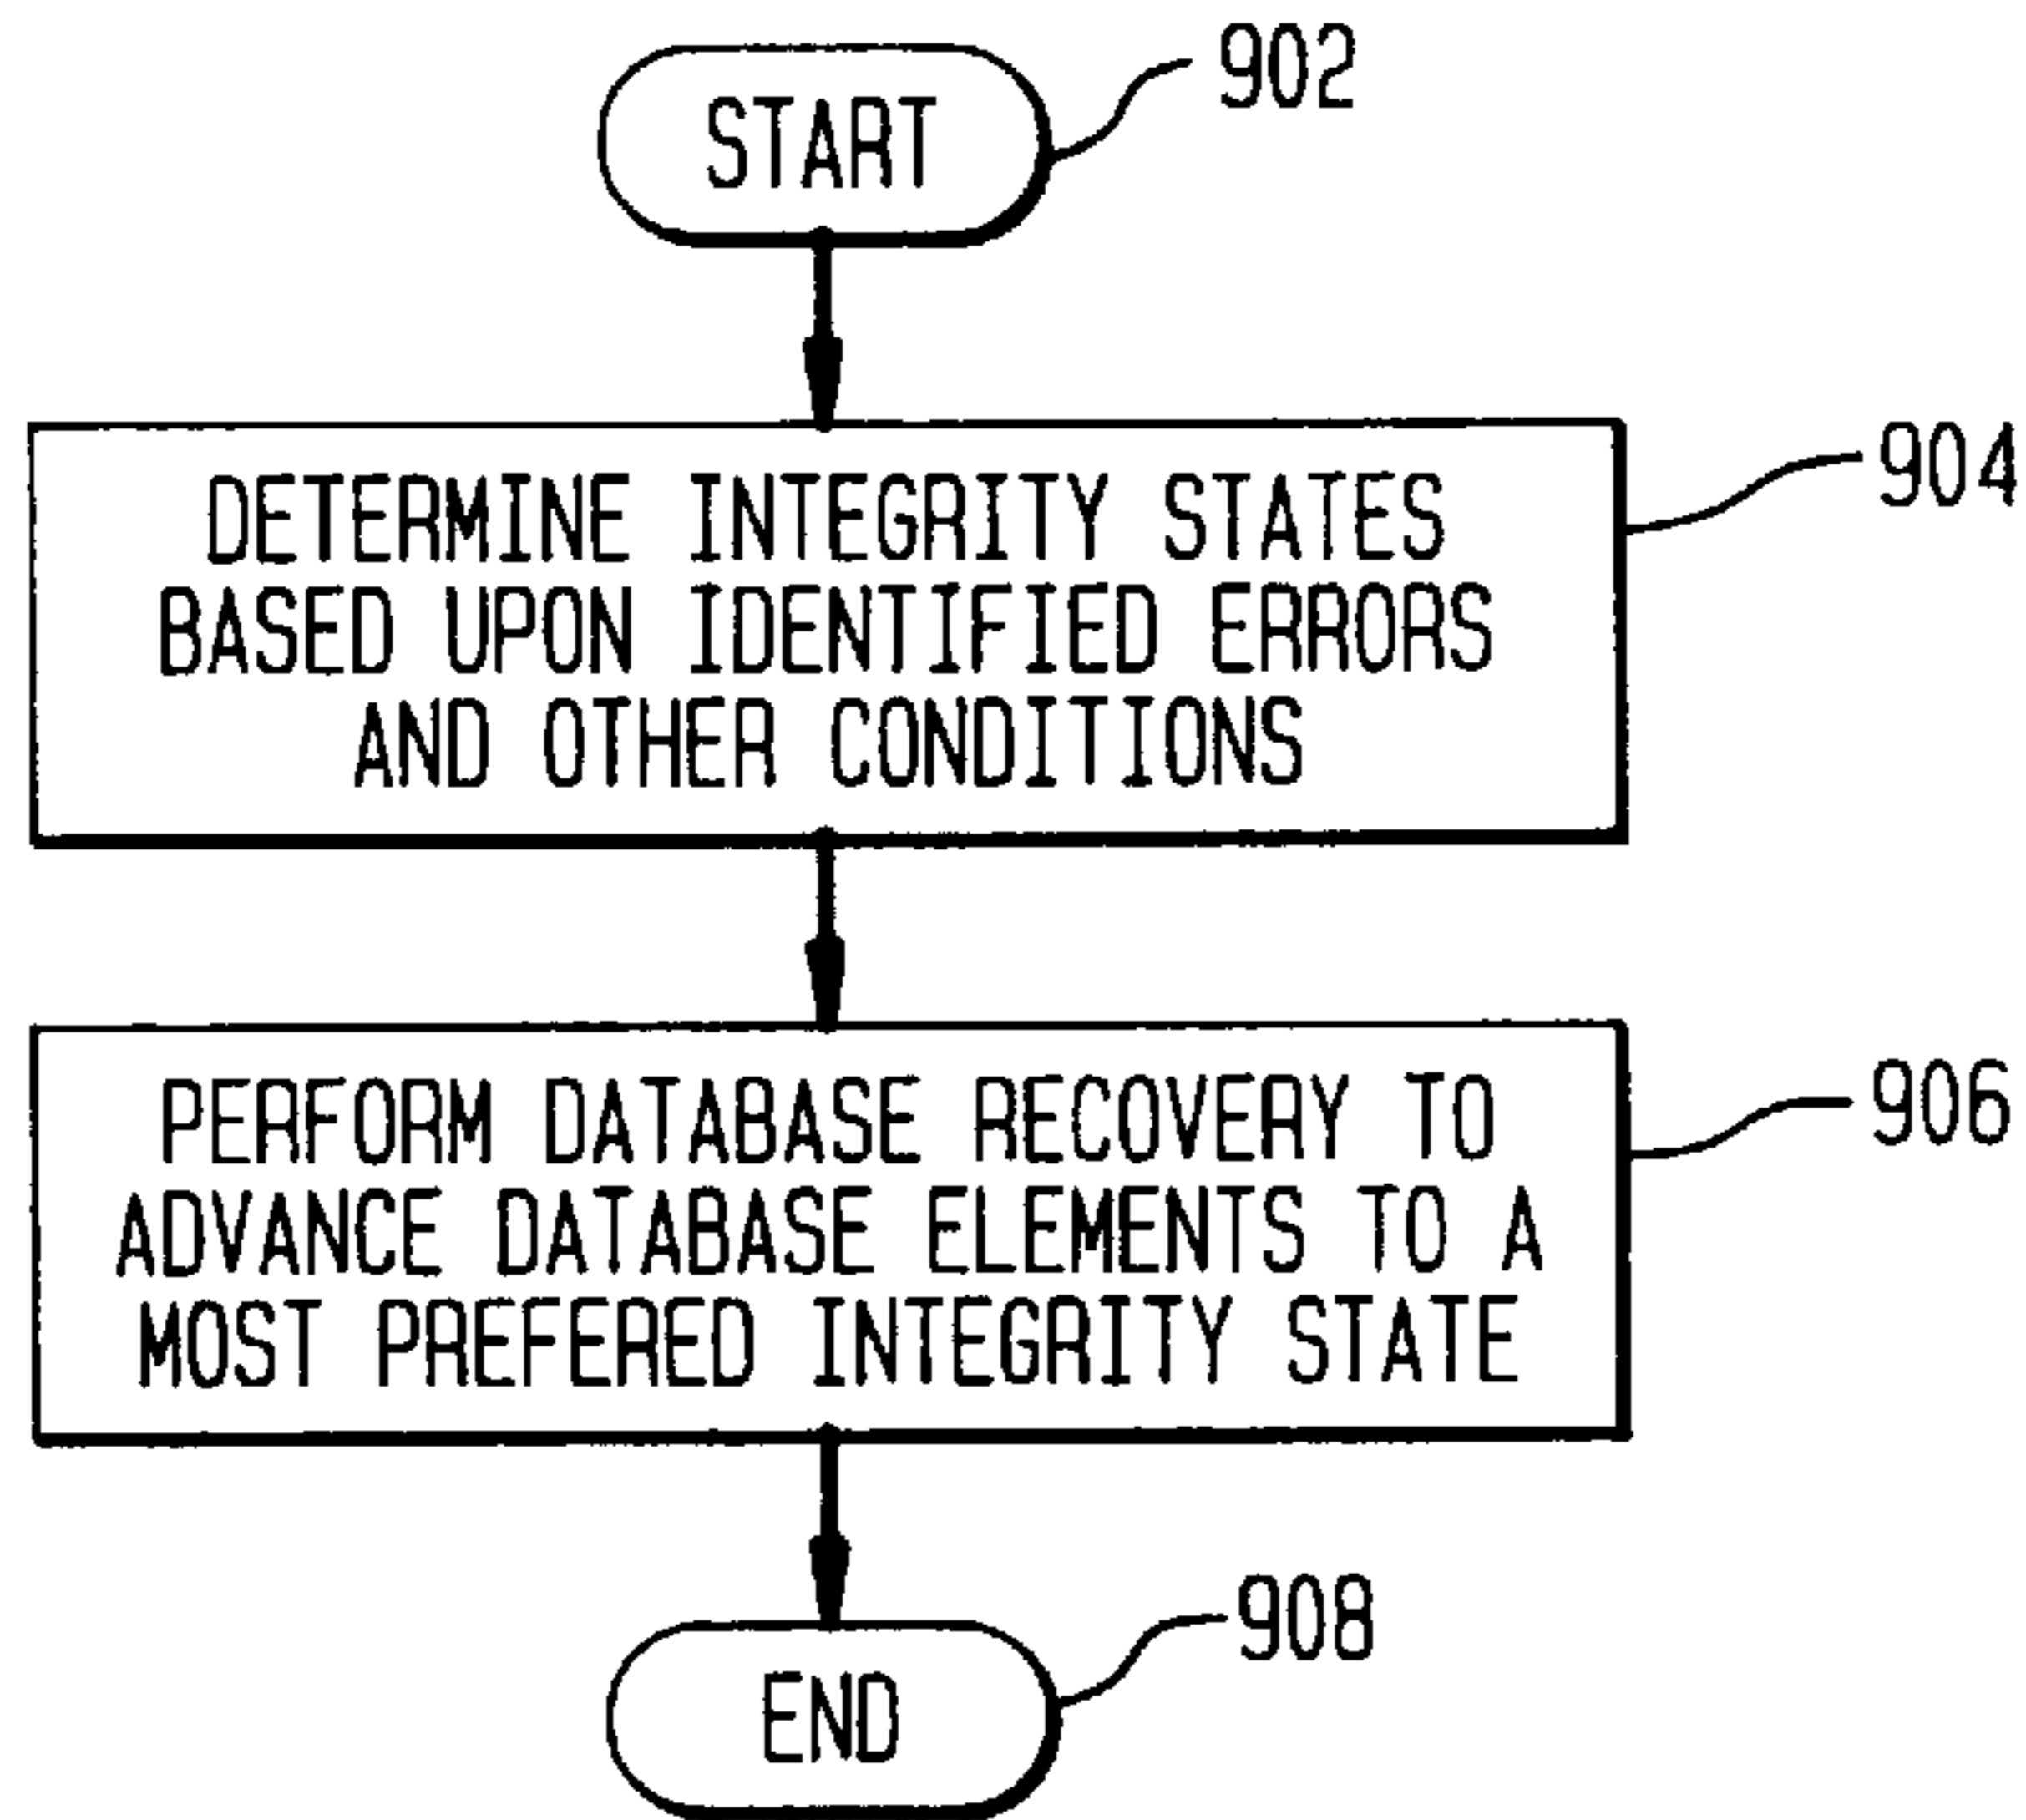 START
902
DETERMINE INTEGRITY STATES
BASED UPON IDENTIFIED ERRORS
AND OTHER CONDITIONS
904
PERFORM DATABASE RECOVERY TO
ADVANCE DATABASE ELEMENTS TO A
MOST PREFERED INTEGRITY STATE
906
END
908